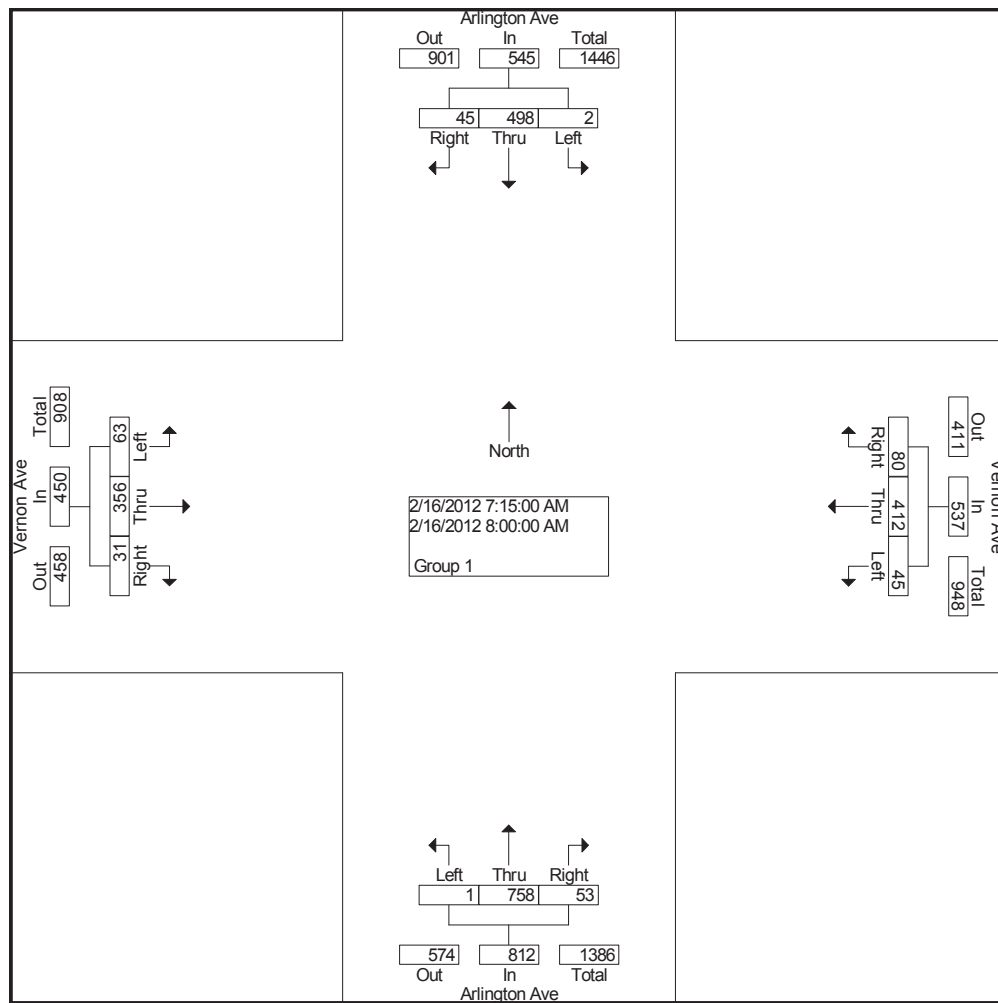 Arlington Ave
Out In Total
901 545 1446
45 498 2
Right Thru Left
Vernon Ave
Total In Out
908 450 458
63 356 31
Left Thru Right
North
2/16/2012 7:15:00 AM
2/16/2012 8:00:00 AM
Group 1
Right Thru Left
80 412 45
411 537 948
Out In Total
Vernon Ave
Left Thru Right
1 758 53
574 812 1386
Out In Total
Arlington Ave